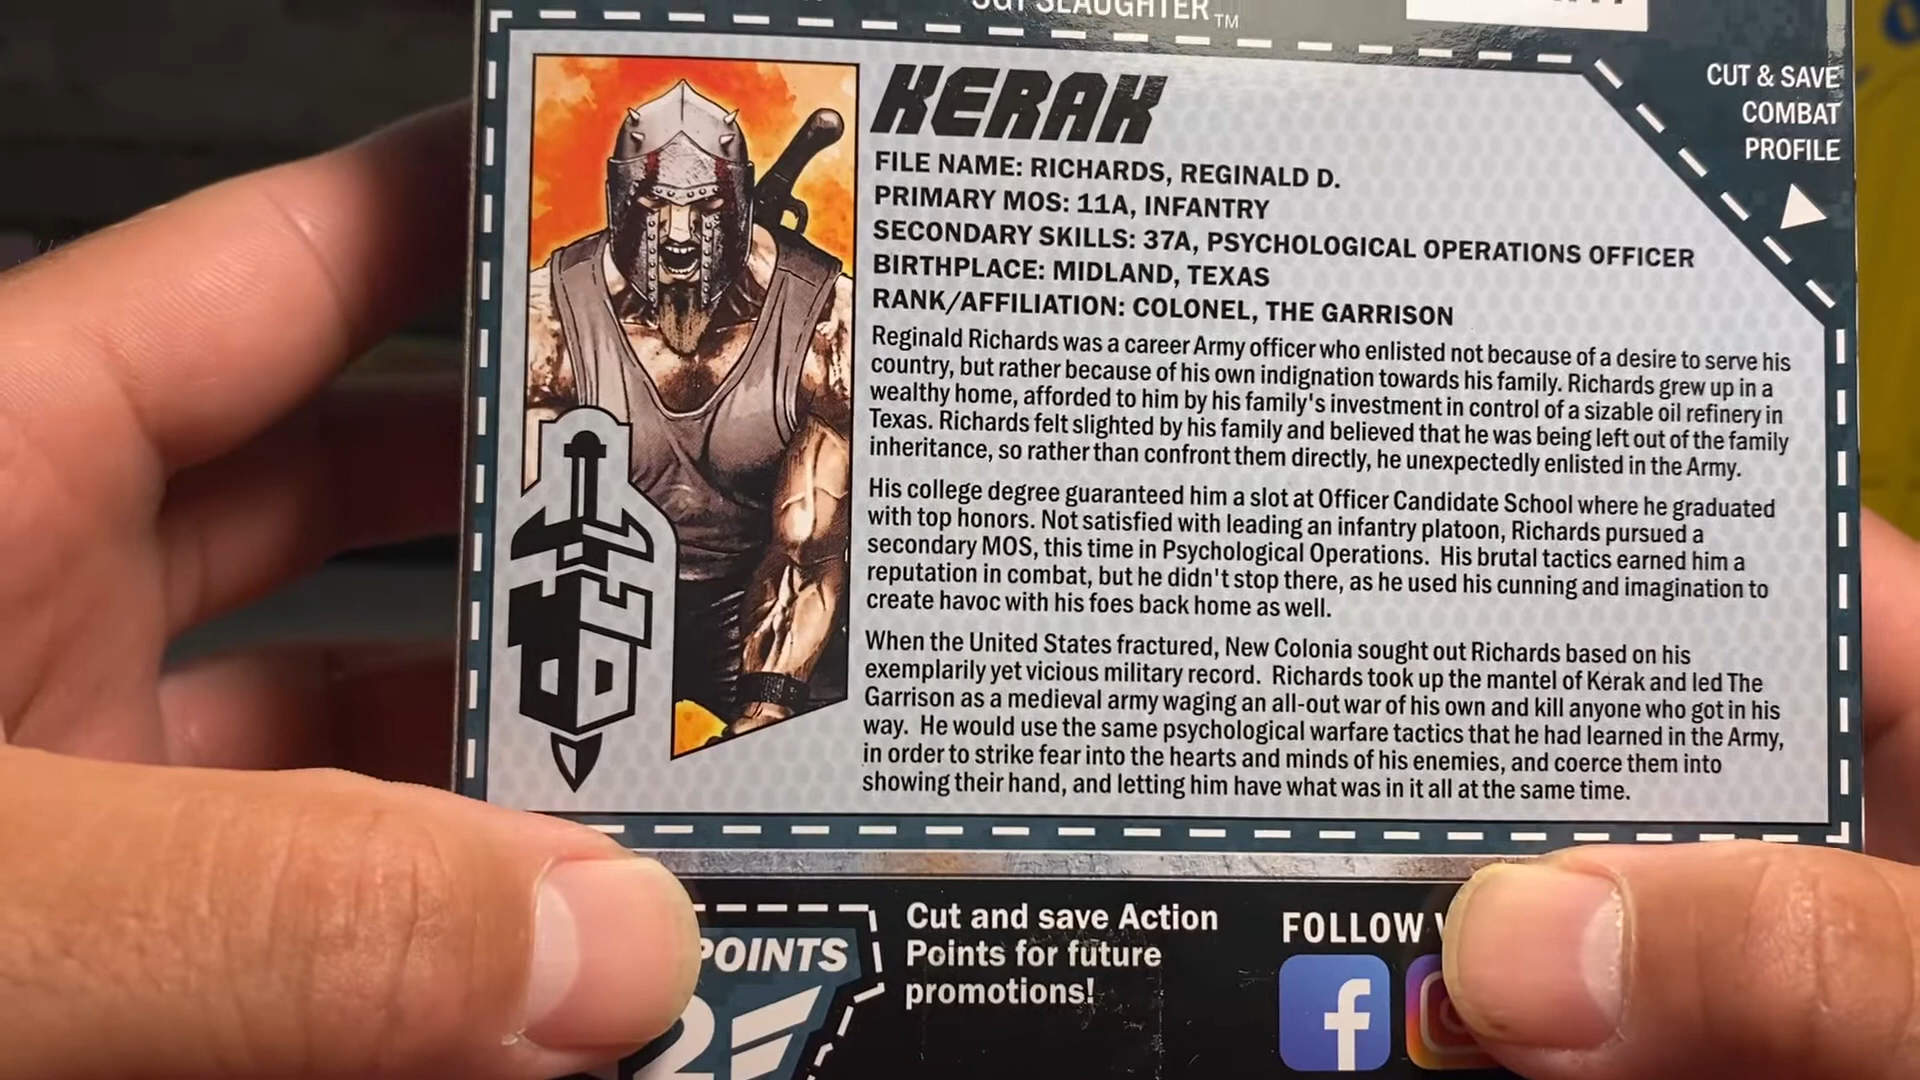 SGT SLAUGHTER™
CUT & SAVE
COMBAT
PROFILE
KERAK
FILE NAME: RICHARDS, REGINALD D.
PRIMARY MOS: 11A, INFANTRY
SECONDARY SKILLS: 37A, PSYCHOLOGICAL OPERATIONS OFFICER
BIRTHPLACE: MIDLAND, TEXAS
RANK/AFFILIATION: COLONEL, THE GARRISON
Reginald Richards was a career Army officer who enlisted not because of a desire to serve his
country, but rather because of his own indignation towards his family. Richards grew up in a
wealthy home, afforded to him by his family's investment in control of a sizable oil refinery in
Texas. Richards felt slighted by his family and believed that he was being left out of the family
inheritance, so rather than confront them directly, he unexpectedly enlisted in the Army.
His college degree guaranteed him a slot at Officer Candidate School where he graduated
with top honors. Not satisfied with leading an infantry platoon, Richards pursued a
secondary MOS, this time in Psychological Operations. His brutal tactics earned him a
reputation in combat, but he didn't stop there, as he used his cunning and imagination to
create havoc with his foes back home as well.
When the United States fractured, New Colonia sought out Richards based on his
exemplarily yet vicious military record. Richards took up the mantel of Kerak and led The
Garrison as a medieval army waging an all-out war of his own and kill anyone who got in his
way. He would use the same psychological warfare tactics that he had learned in the Army,
in order to strike fear into the hearts and minds of his enemies, and coerce them into
showing their hand, and letting him have what was in it all at the same time.
POINTS
2
Cut and save Action
Points for future
promotions!
FOLLOW
f